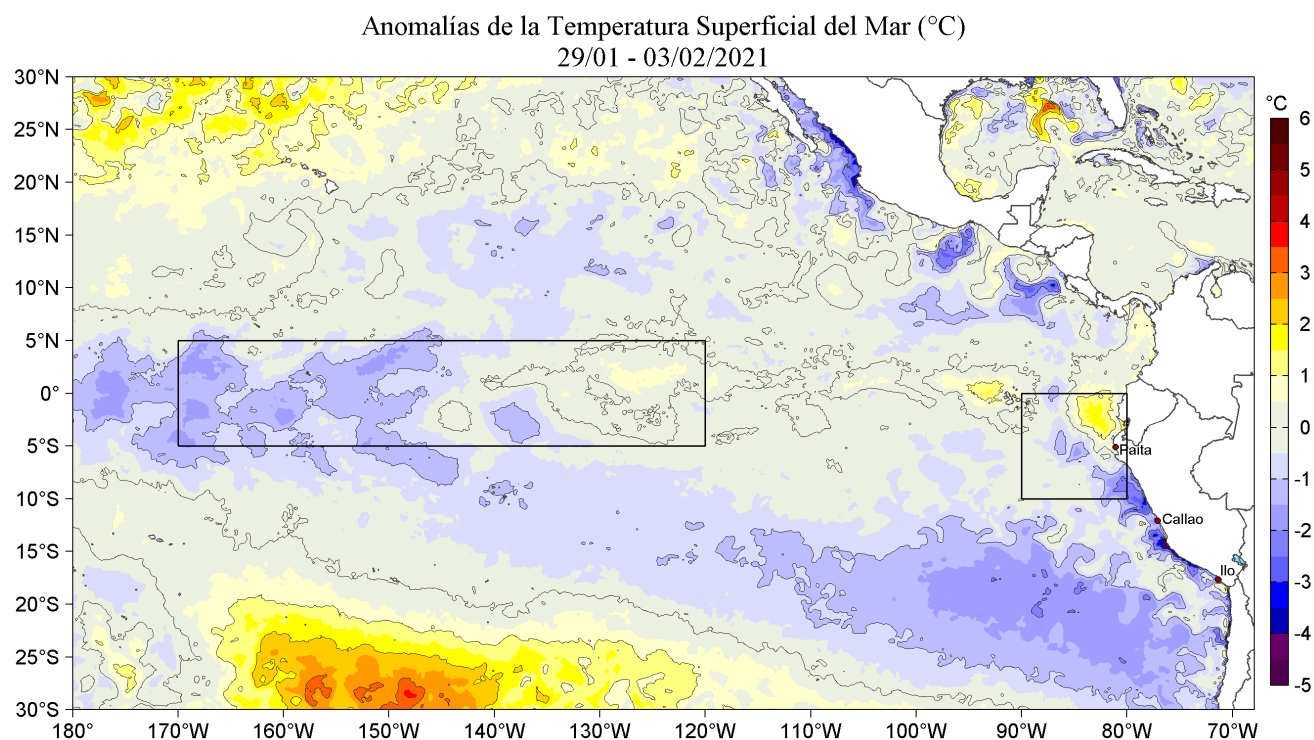 Anomalías de la Temperatura Superficial del Mar (°C)
29/01 - 03/02/2021
30°N
25°N
20°N
15°N
10°N
5°N
0°
5°S
10°S
15°S
20°S
25°S
30°S
180°
170°W
160°W
150°W
140°W
130°W
120°W
110°W
100°W
90°W
80°W
70°W
Paita
Callao
Ilo
°C
6
5
4
3
2
1
0
-1
-2
-3
-4
-5